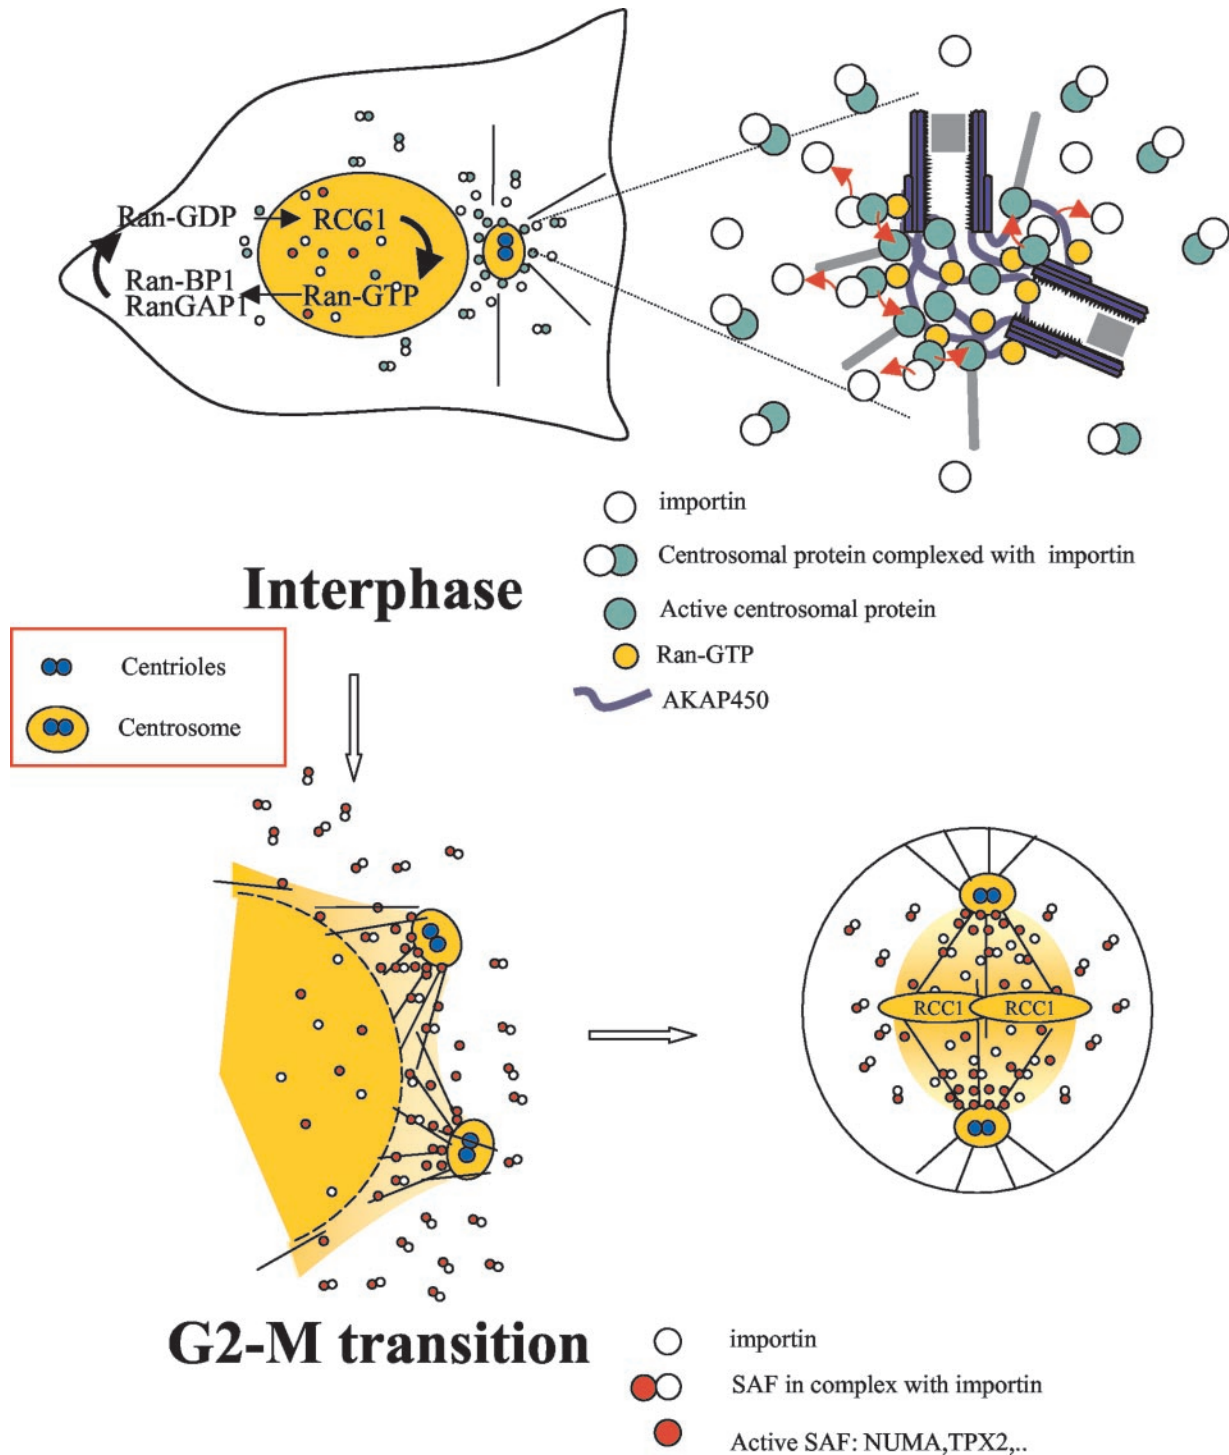 Ran-GDP
RCC1
Ran-BP1
RanGAP1
Ran-GTP
importin
Centrosomal protein complexed with importin
Active centrosomal protein
Ran-GTP
AKAP450
Interphase
Centrioles
Centrosome
RCC1
RCC1
G2-M transition
importin
SAF in complex with importin
Active SAF: NUMA,TPX2,..